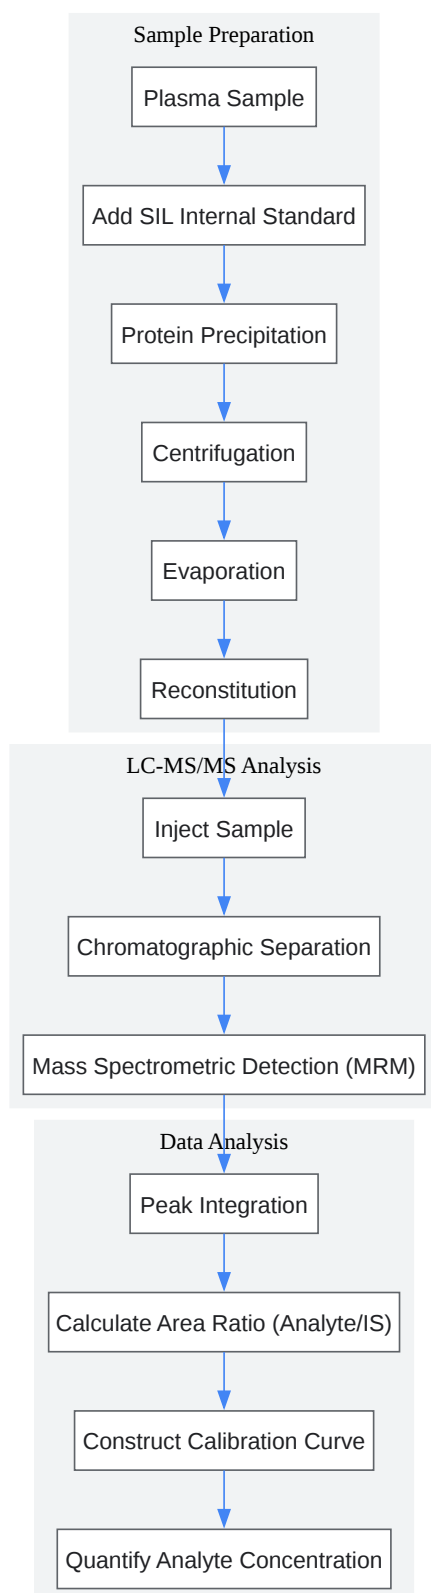 Sample Preparation
Plasma Sample
Add SIL Internal Standard
Protein Precipitation
Centrifugation
Evaporation
Reconstitution
LC-MS/MS Analysis
Inject Sample
Chromatographic Separation
Mass Spectrometric Detection (MRM)
Data Analysis
Peak Integration
Calculate Area Ratio (Analyte/IS)
Construct Calibration Curve
Quantify Analyte Concentration